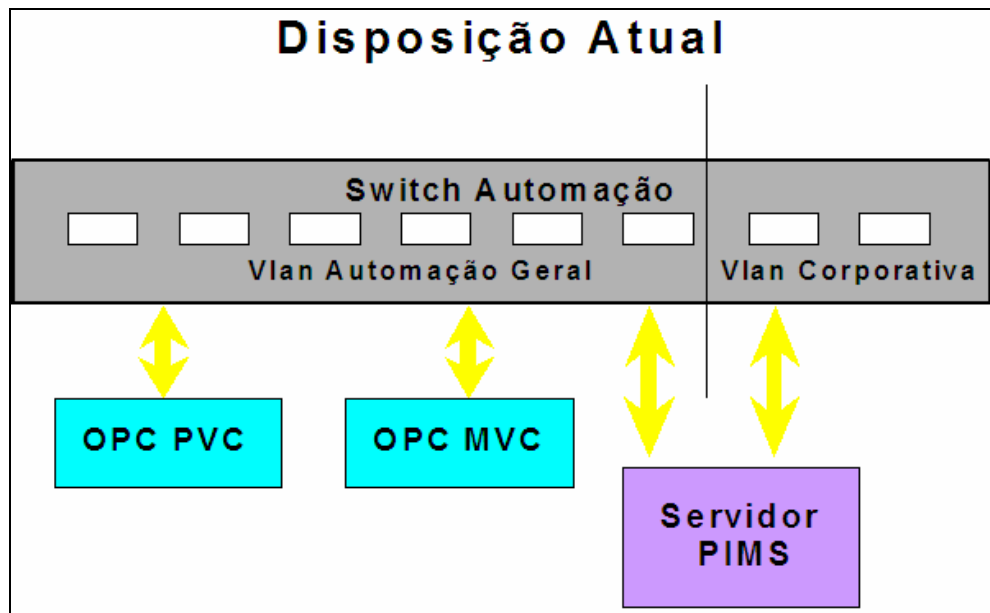 Disposição Atual
Switch Automação
Vlan Automação Geral
Vlan Corporativa
OPC PVC
OPC MVC
Servidor
PIMS